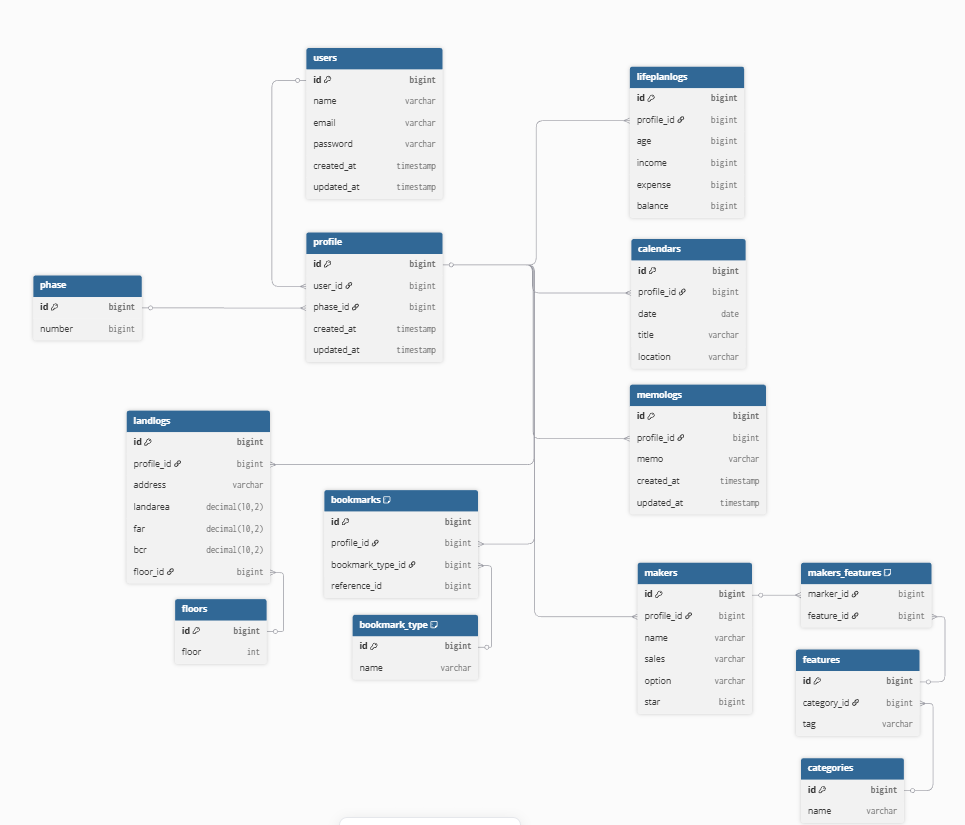 users
id bigint
name varchar
email varchar
password varchar
created_at timestamp
updated_at timestamp
profile
id bigint
user_id bigint
phase_id bigint
created_at timestamp
updated_at timestamp
phase
id bigint
number bigint
lifeplanlogs
id bigint
profile_id bigint
age bigint
income bigint
expense bigint
balance bigint
calendars
id bigint
profile_id bigint
date date
title varchar
location varchar
memologs
id bigint
profile_id bigint
memo varchar
created_at timestamp
updated_at timestamp
landlogs
id bigint
profile_id bigint
address varchar
landarea decimal(10,2)
far decimal(10,2)
bcr decimal(10,2)
floor_id bigint
floors
id bigint
floor int
bookmarks
id bigint
profile_id bigint
bookmark_type_id bigint
reference_id bigint
bookmark_type
id bigint
name varchar
makers
id bigint
profile_id bigint
name varchar
sales varchar
option varchar
star bigint
makers_features
marker_id bigint
feature_id bigint
features
id bigint
category_id bigint
tag varchar
categories
id bigint
name varchar